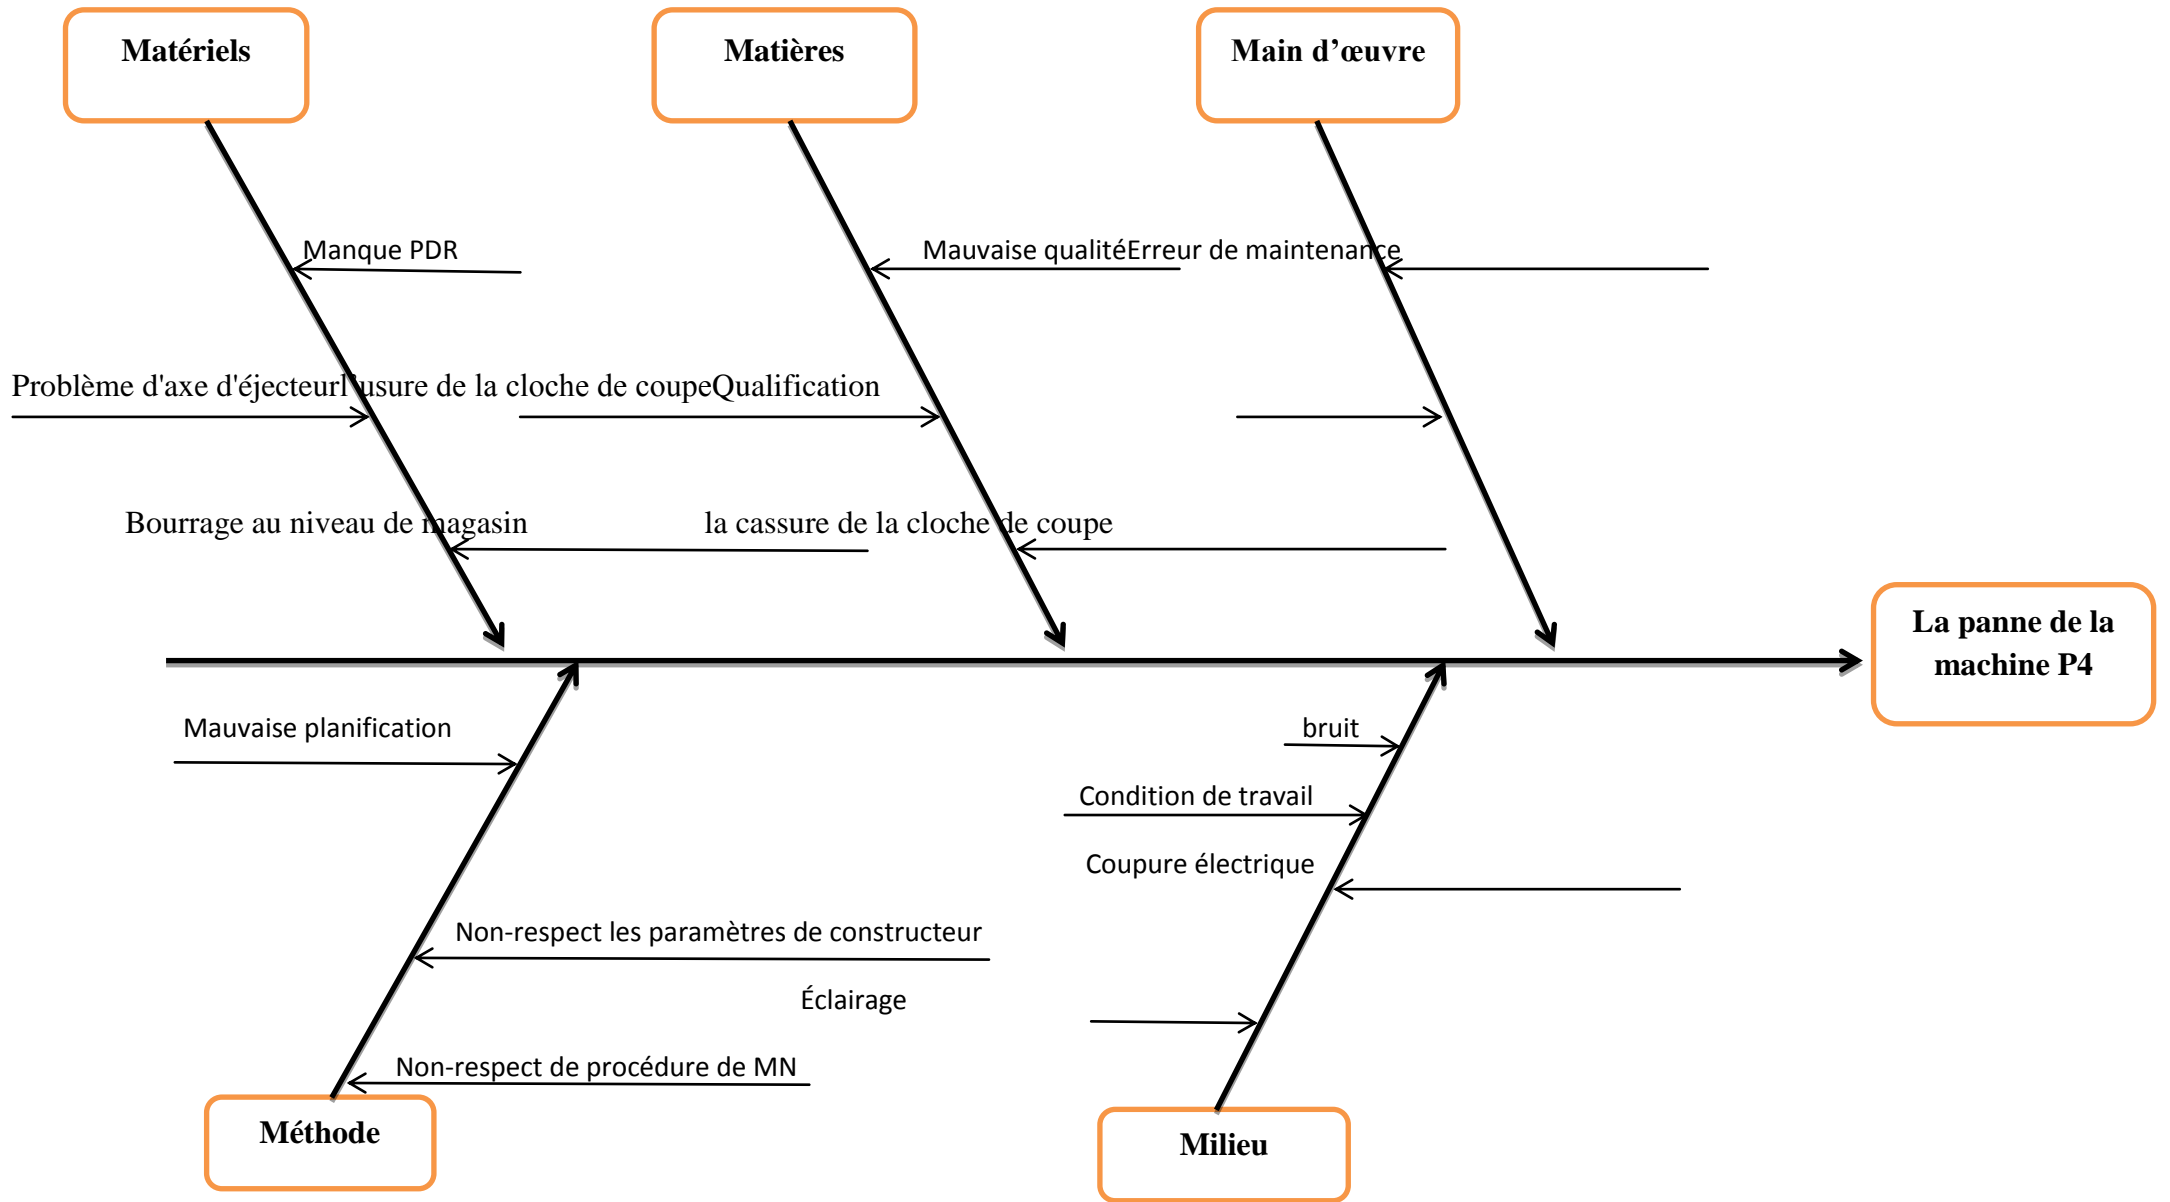 Matériels Matières Main d’œuvre
Manque PDR Mauvaise qualitéErreur de maintenance
Problème d'axe d'éjecteurl'usure de la cloche de coupeQualification
Bourrage au niveau de magasin la cassure de la cloche de coupe
La panne de la
machine P4
Mauvaise planification bruit
Condition de travail
Coupure électrique
Non-respect les paramètres de constructeur
Éclairage
Non-respect de procédure de MN
Méthode Milieu